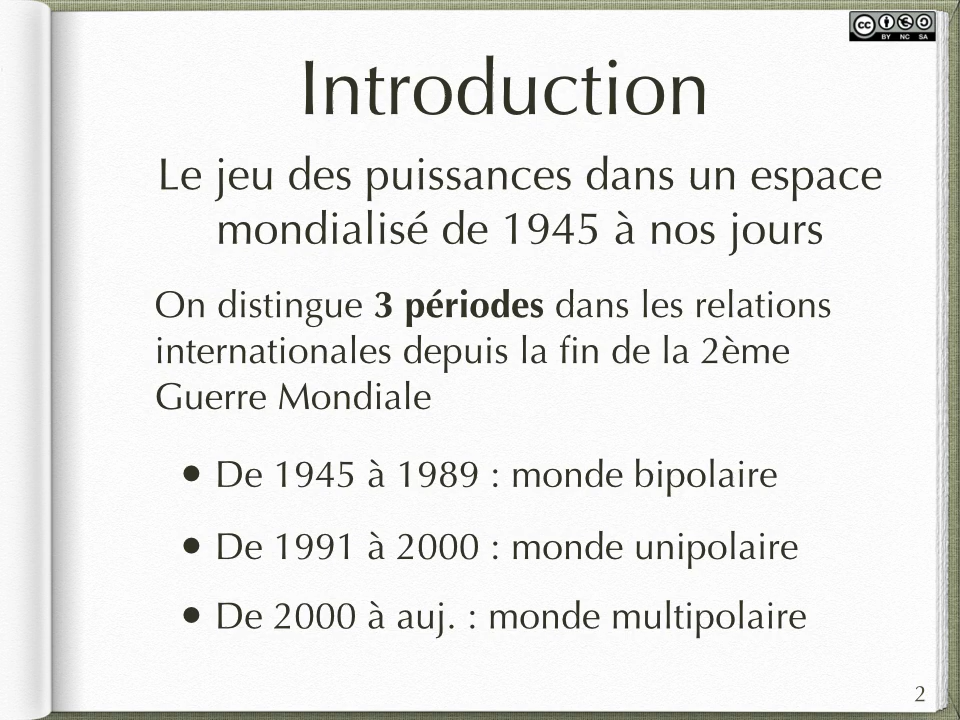 cc BY NC SA
Introduction
Le jeu des puissances dans un espace
mondialisé de 1945 à nos jours
On distingue 3 périodes dans les relations
internationales depuis la fin de la 2ème
Guerre Mondiale
• De 1945 à 1989 : monde bipolaire
• De 1991 à 2000 : monde unipolaire
• De 2000 à auj. : monde multipolaire
2